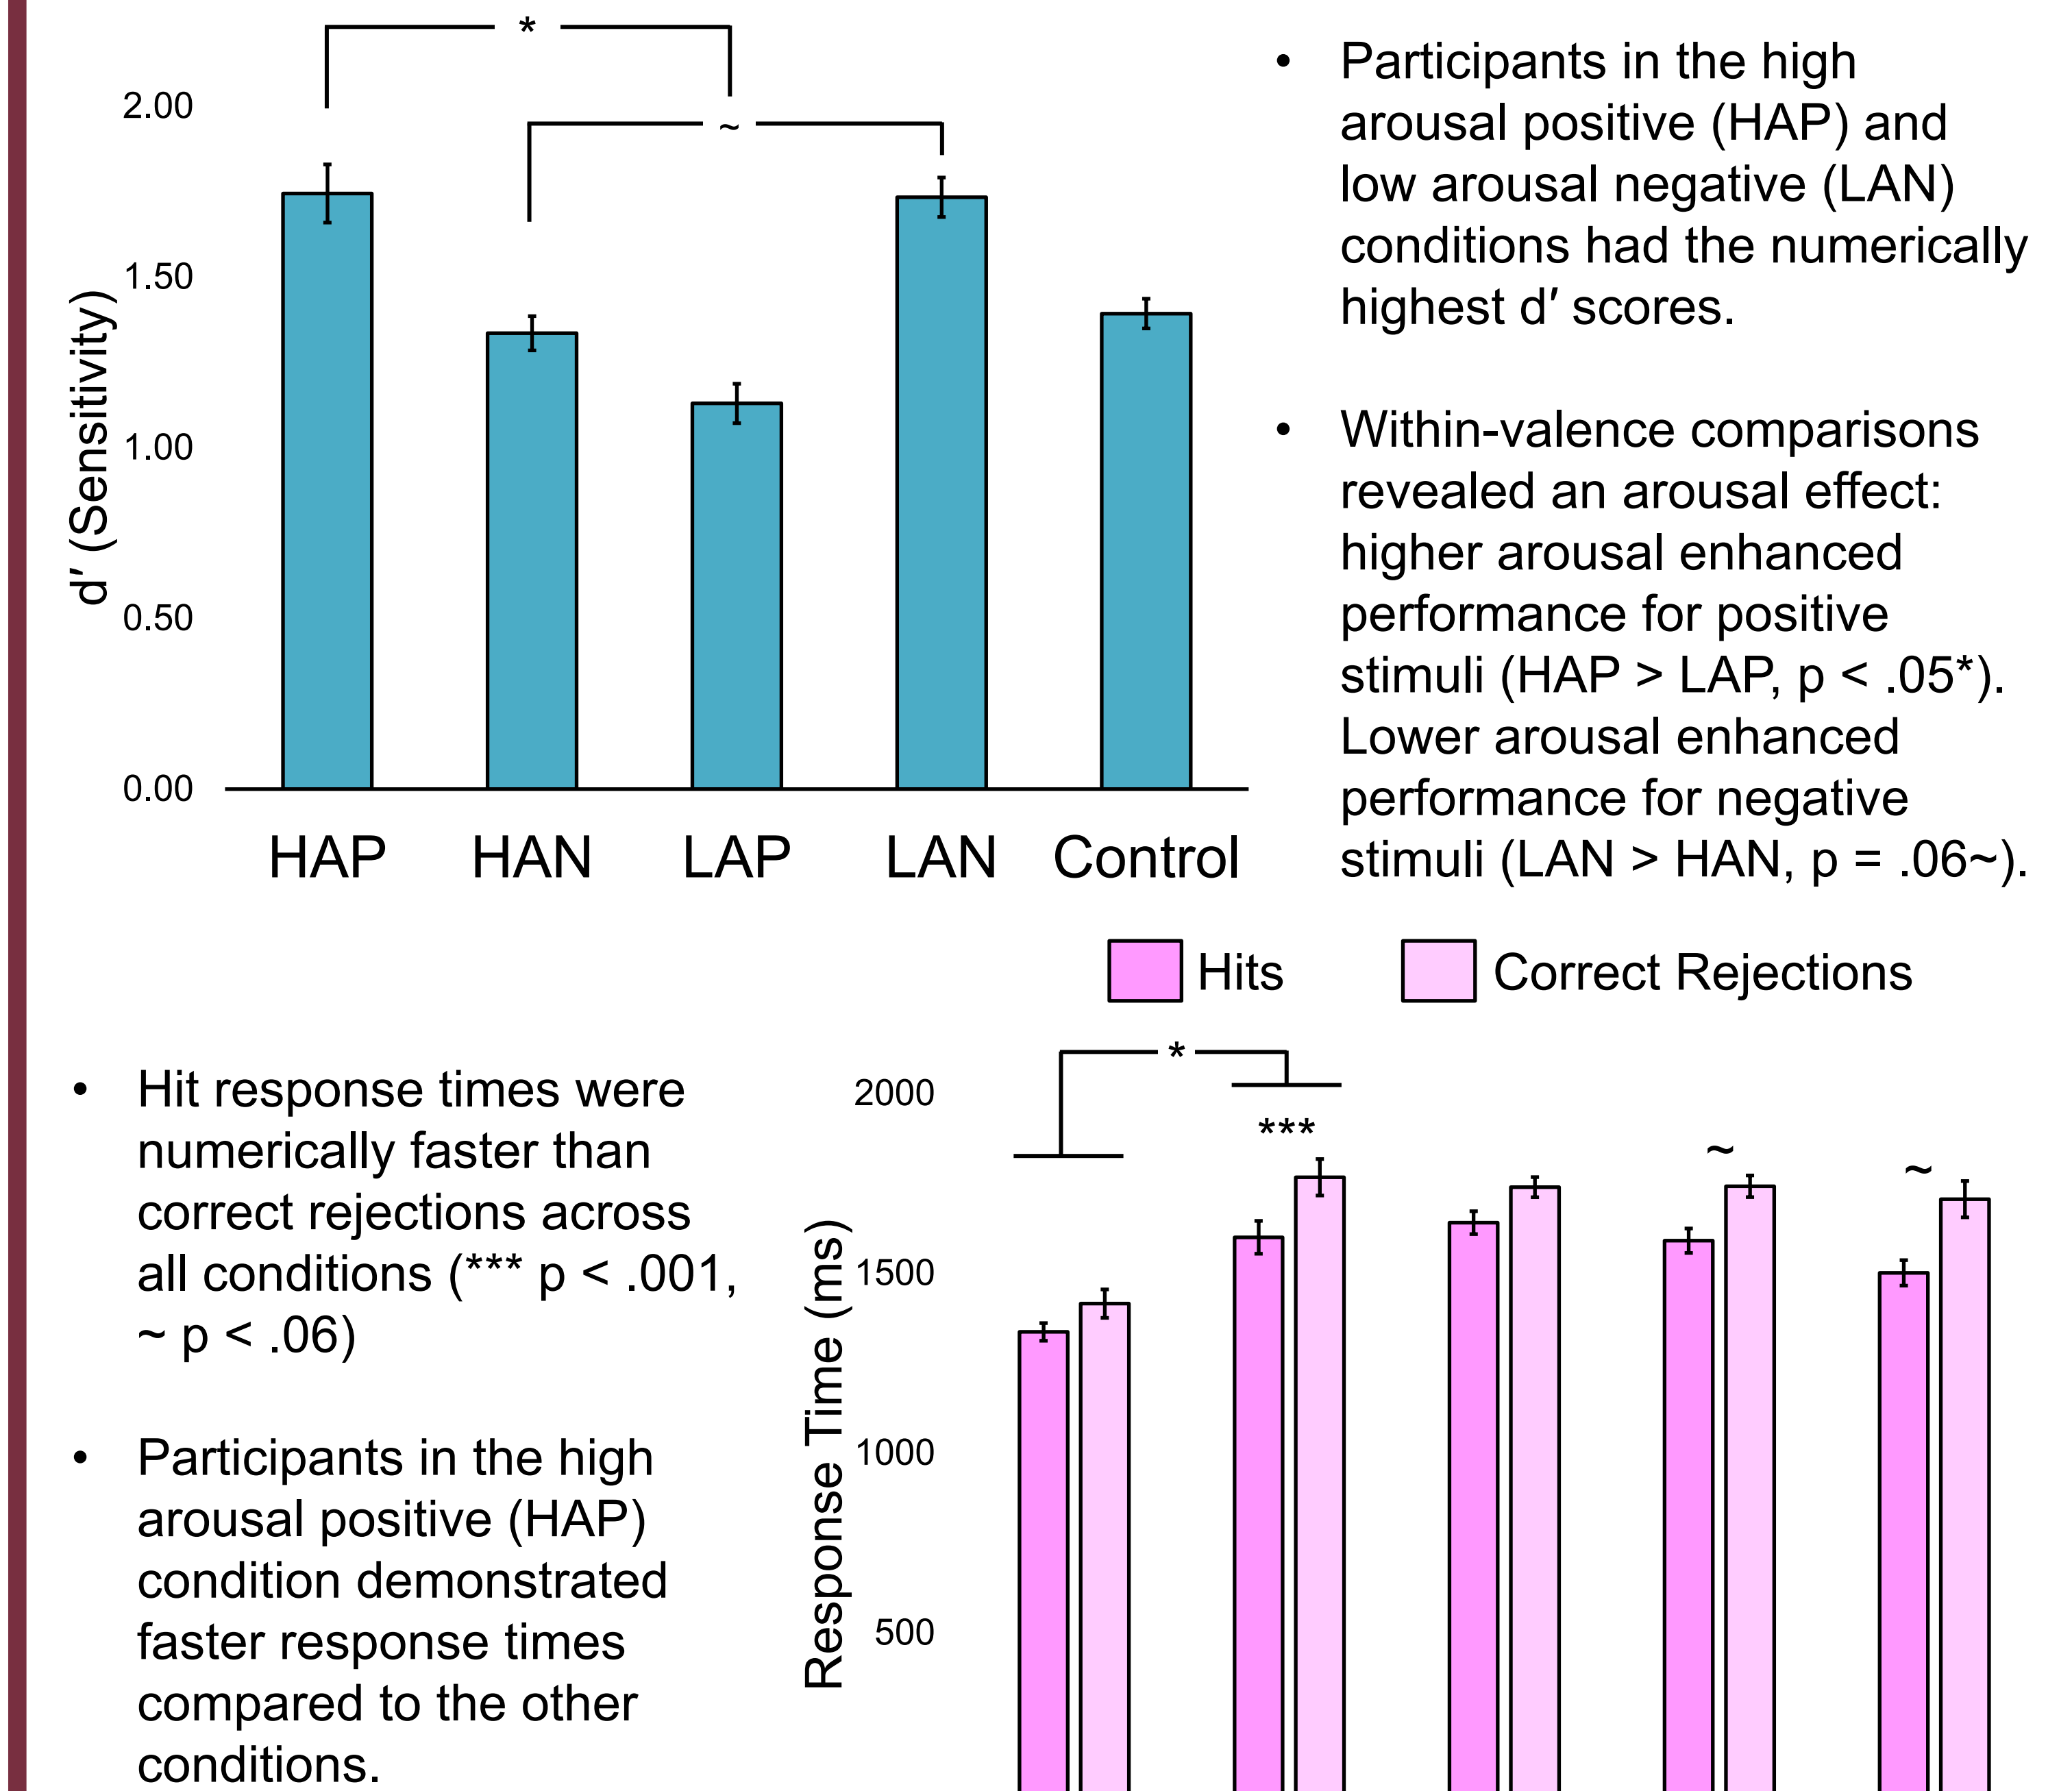 *
~
2.00
1.50
1.00
0.50
0.00
d′ (Sensitivity)
HAP HAN LAP LAN Control
• Participants in the high
arousal positive (HAP) and
low arousal negative (LAN)
conditions had the numerically
highest d′ scores.
• Within-valence comparisons
revealed an arousal effect:
higher arousal enhanced
performance for positive
stimuli (HAP > LAP, p < .05*).
Lower arousal enhanced
performance for negative
stimuli (LAN > HAN, p = .06~).
Hits Correct Rejections
• Hit response times were
numerically faster than
correct rejections across
all conditions (*** p < .001,
~ p < .06)
• Participants in the high
arousal positive (HAP)
condition demonstrated
faster response times
compared to the other
conditions.
*
***
~
~
2000
1500
1000
500
Response Time (ms)